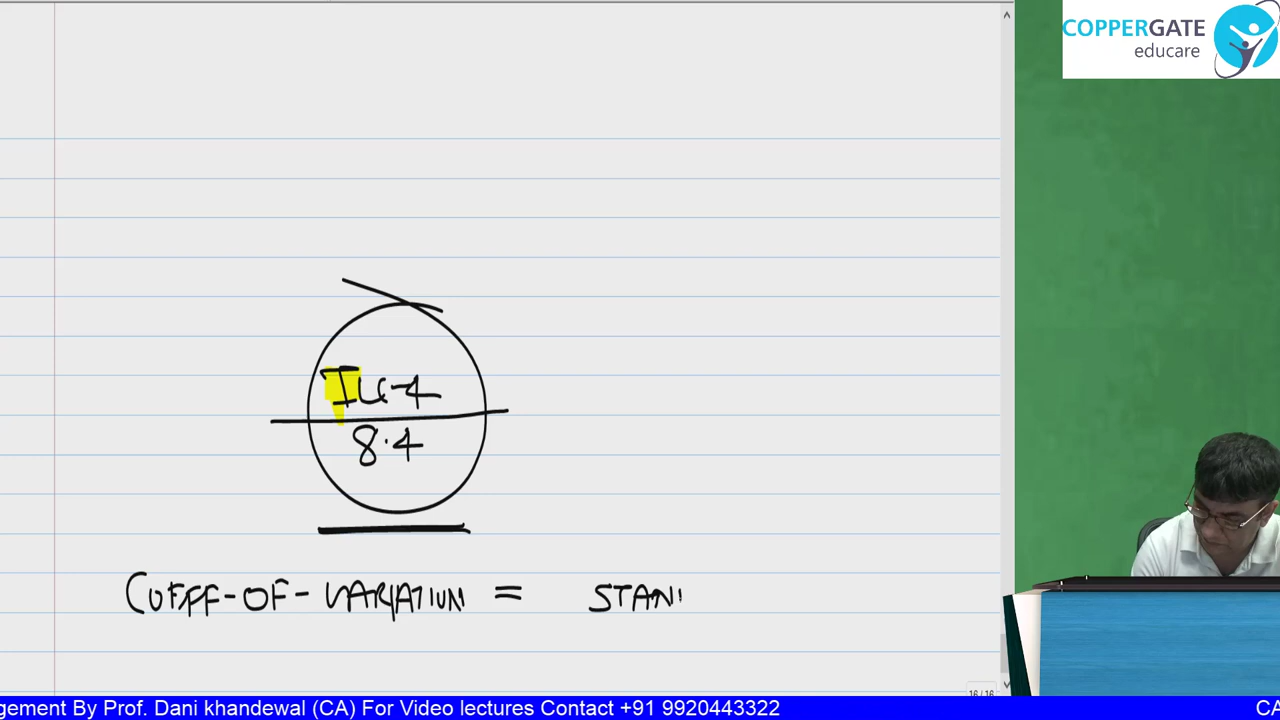 COPPERGATE
educare
8.4
COEFF-OF-VARIATION = STAN
16/16
gement By Prof. Dani khandewal (CA) For Video lectures Contact +91 9920443322
CA